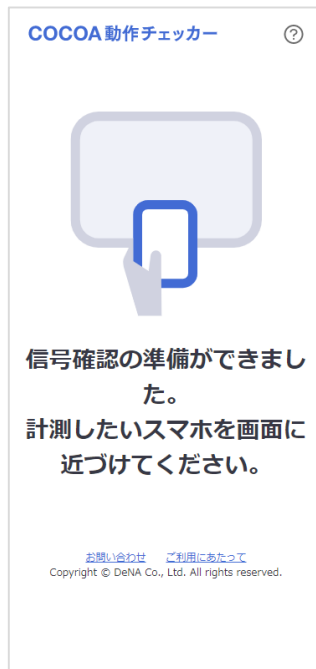 COCOA動作チェッカー
?
信号確認の準備ができまし
た。
計測したいスマホを画面に
近づけてください。
お問い合わせ ご利用にあたって
Copyright © DeNA Co., Ltd. All rights reserved.